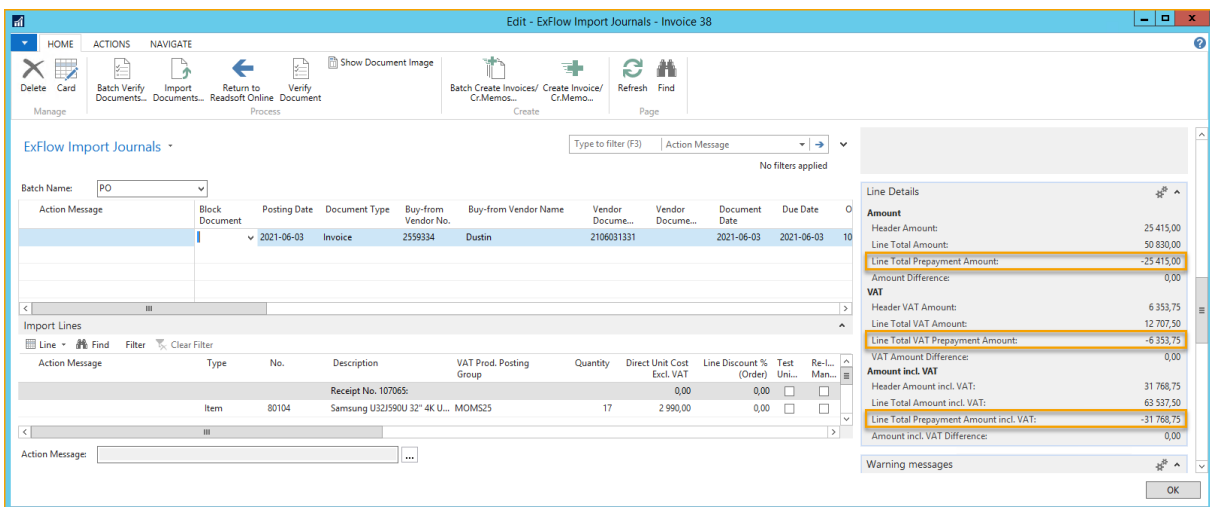 Edit - ExFlow Import Journals - Invoice 38
HOME ACTIONS NAVIGATE
Delete Card Batch Verify Documents... Import Documents... Return to Readsoft Online Verify Document Show Document Image Batch Create Invoices/ Cr.Memos... Create Invoice/ Cr.Memo... Refresh Find
Manage Process Create Page
ExFlow Import Journals
Type to filter (F3) Action Message
No filters applied
Batch Name: PO
Action Message Block Document Posting Date Document Type Buy-from Vendor No. Buy-from Vendor Name Vendor Docume... Vendor Docume... Document Date Due Date O
2021-06-03 Invoice 2559334 Dustin 2106031331 2021-06-03 2021-06-03 10
Import Lines
Line Find Filter Clear Filter
Action Message Type No. Description VAT Prod. Posting Group Quantity Direct Unit Cost Excl. VAT Line Discount % (Order) Test Uni... Re-I... Man...
Receipt No. 107065: 0,00 0,00
Item 80104 Samsung U32J590U 32" 4K U... MOMS25 17 2 990,00 0,00
Action Message: ...
Line Details
Amount
Header Amount: 25 415,00
Line Total Amount: 50 830,00
Line Total Prepayment Amount: -25 415,00
Amount Difference: 0,00
VAT
Header VAT Amount: 6 353,75
Line Total VAT Amount: 12 707,50
Line Total VAT Prepayment Amount: -6 353,75
VAT Amount Difference: 0,00
Amount incl. VAT
Header Amount incl. VAT: 31 768,75
Line Total Amount incl. VAT: 63 537,50
Line Total Prepayment Amount incl. VAT: -31 768,75
Amount incl. VAT Difference: 0,00
Warning messages
OK